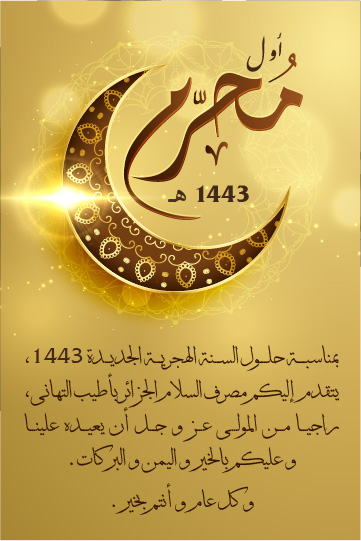 أول
محرّم
1443 هـ
بمناسبة حلول السنة الهجرية الجديدة 1443،
يتقدم إليكم مصرف السلام الجزائر بأطيب التهاني،
راجيا من المولى عز و جل أن يعيده علينا
و عليكم بالخير و اليمن و البركات.
و كل عام و أنتم بخير.